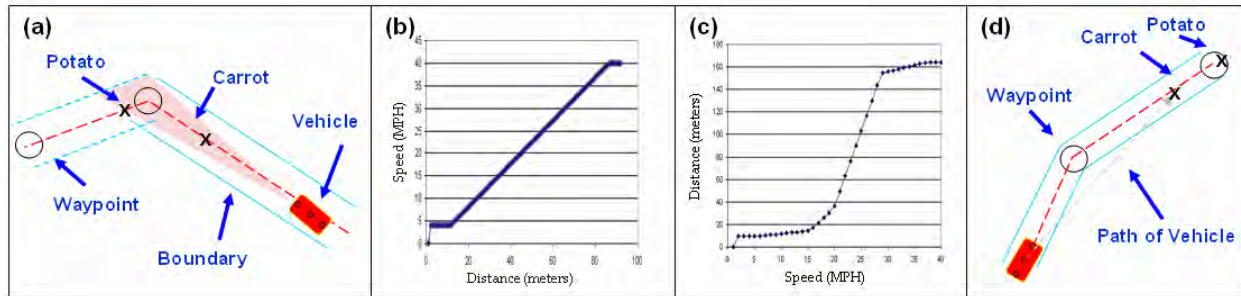 (a)
Potato
Carrot
Vehicle
Waypoint
Boundary
(b)
45
40
35
30
25
20
15
10
5
0
Speed (MPH)
0 20 40 60 80 100
Distance (meters)
(c)
180
160
140
120
100
80
60
40
20
0
Distance (meters)
0 5 10 15 20 25 30 35 40
Speed (MPH)
(d)
Potato
Carrot
Waypoint
Path of Vehicle
X
X
X
X